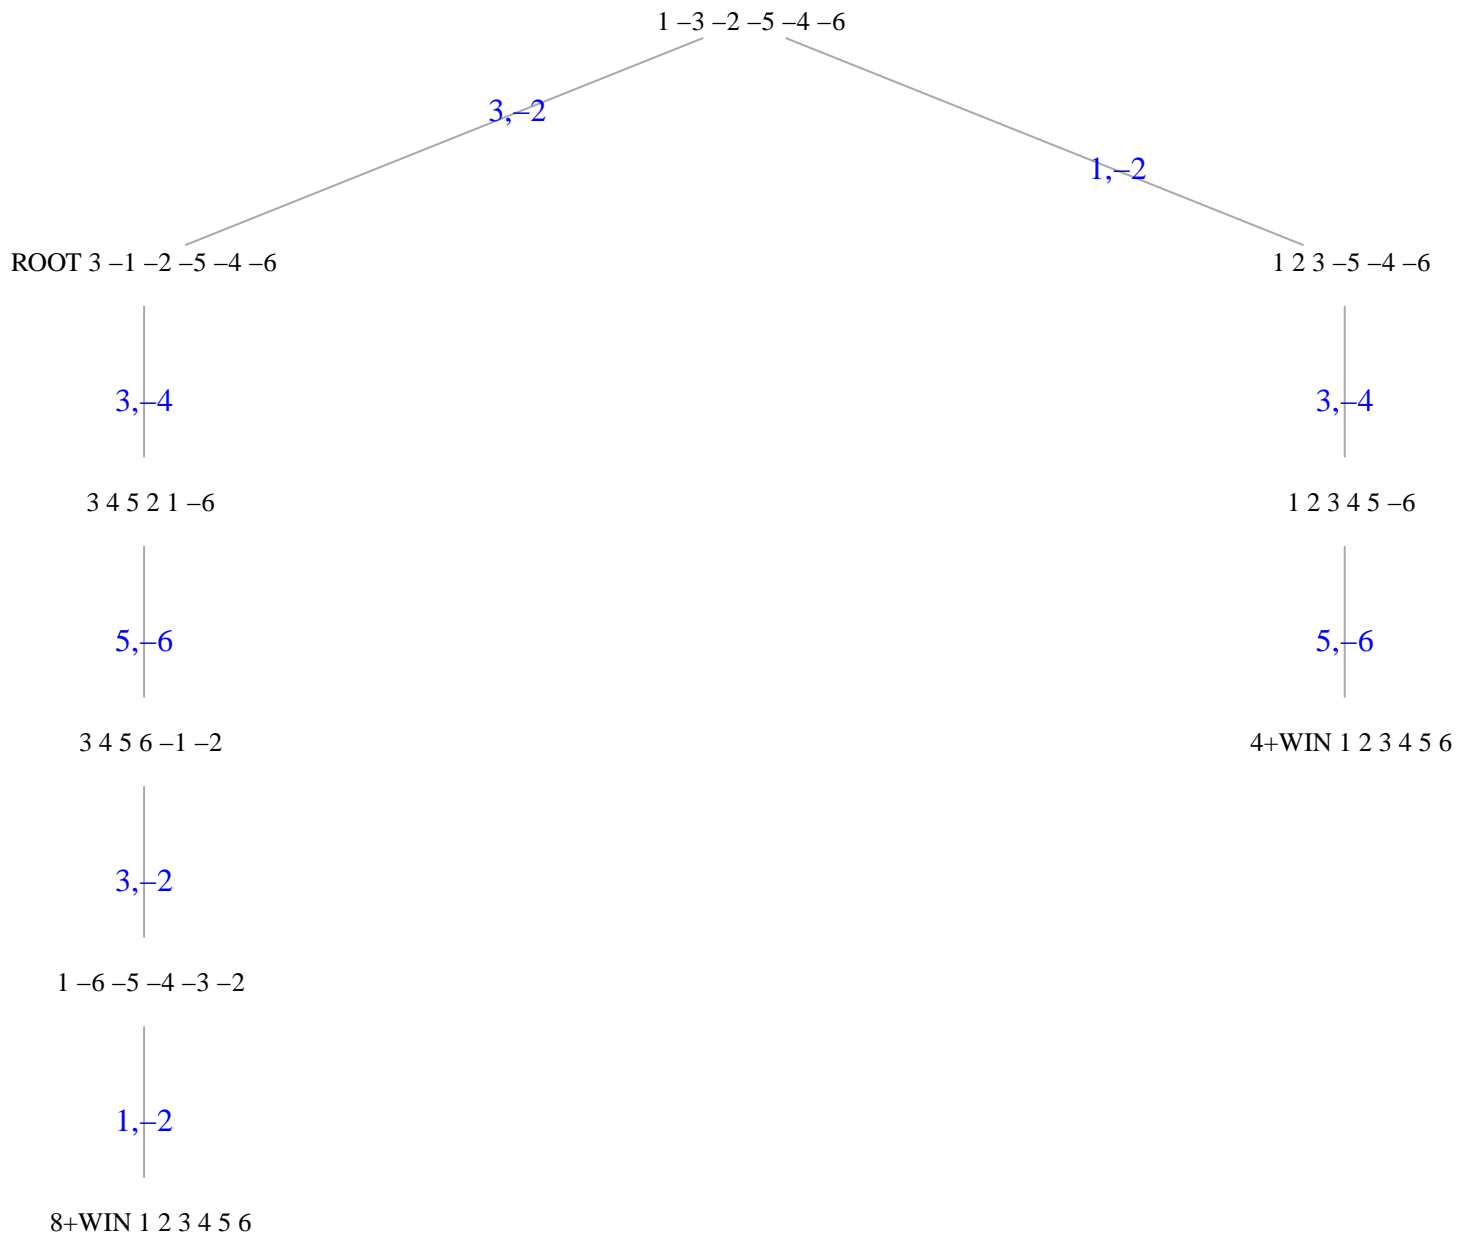 1 –3 –2 –5 –4 –6
3,–2
1,–2
ROOT 3 –1 –2 –5 –4 –6
1 2 3 –5 –4 –6
3,–4
3,–4
3 4 5 2 1 –6
1 2 3 4 5 –6
5,–6
5,–6
3 4 5 6 –1 –2
4+WIN 1 2 3 4 5 6
3,–2
1 –6 –5 –4 –3 –2
1,–2
8+WIN 1 2 3 4 5 6